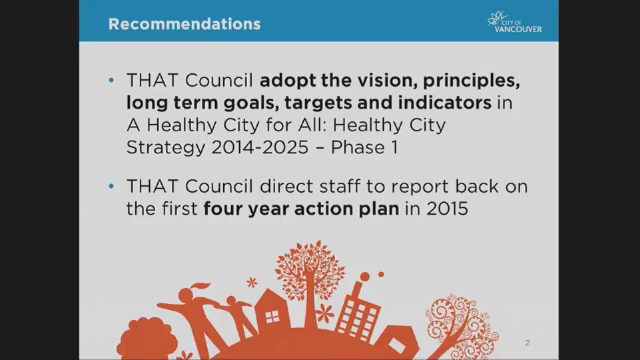 Recommendations
CITY OF
VANCOUVER
• THAT Council adopt the vision, principles,
long term goals, targets and indicators in
A Healthy City for All: Healthy City
Strategy 2014-2025 – Phase 1
• THAT Council direct staff to report back on
the first four year action plan in 2015
2